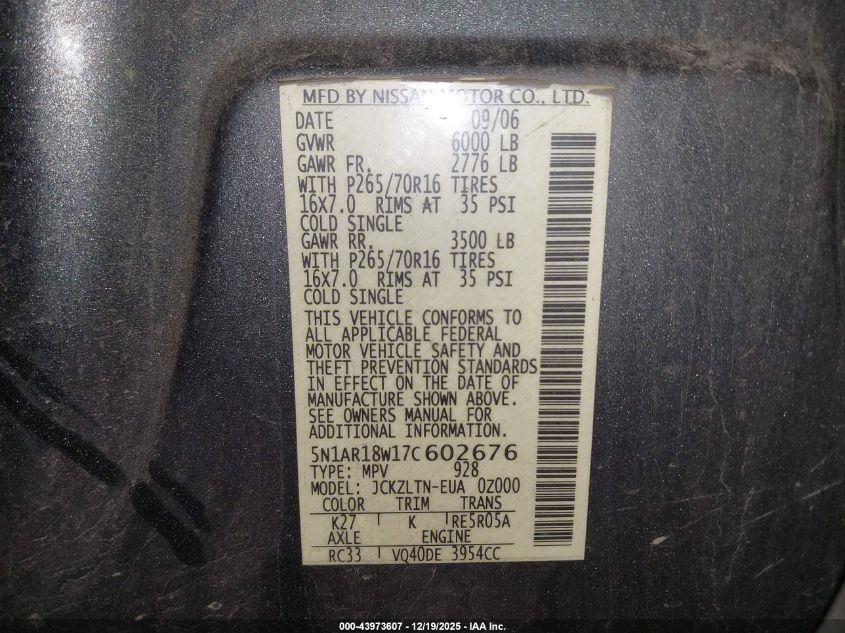 MFD BY NISSAN MOTOR CO., LTD.
DATE 09/06
GVWR 6000 LB
GAWR FR. 2776 LB
WITH P265/70R16 TIRES
16X7.0 RIMS AT 35 PSI
COLD SINGLE
GAWR RR. 3500 LB
WITH P265/70R16 TIRES
16X7.0 RIMS AT 35 PSI
COLD SINGLE
THIS VEHICLE CONFORMS TO
ALL APPLICABLE FEDERAL
MOTOR VEHICLE SAFETY AND
THEFT PREVENTION STANDARDS
IN EFFECT ON THE DATE OF
MANUFACTURE SHOWN ABOVE.
SEE OWNERS MANUAL FOR
ADDITIONAL INFORMATION.
5N1AR18W17C602676
TYPE: MPV 928
MODEL: JCKZLTN-EUA 0Z000
COLOR TRIM TRANS
K27 K RE5R05A
AXLE ENGINE
RC33 VQ40DE 3954CC
000-43973607 - 12/19/2025 - IAA Inc.